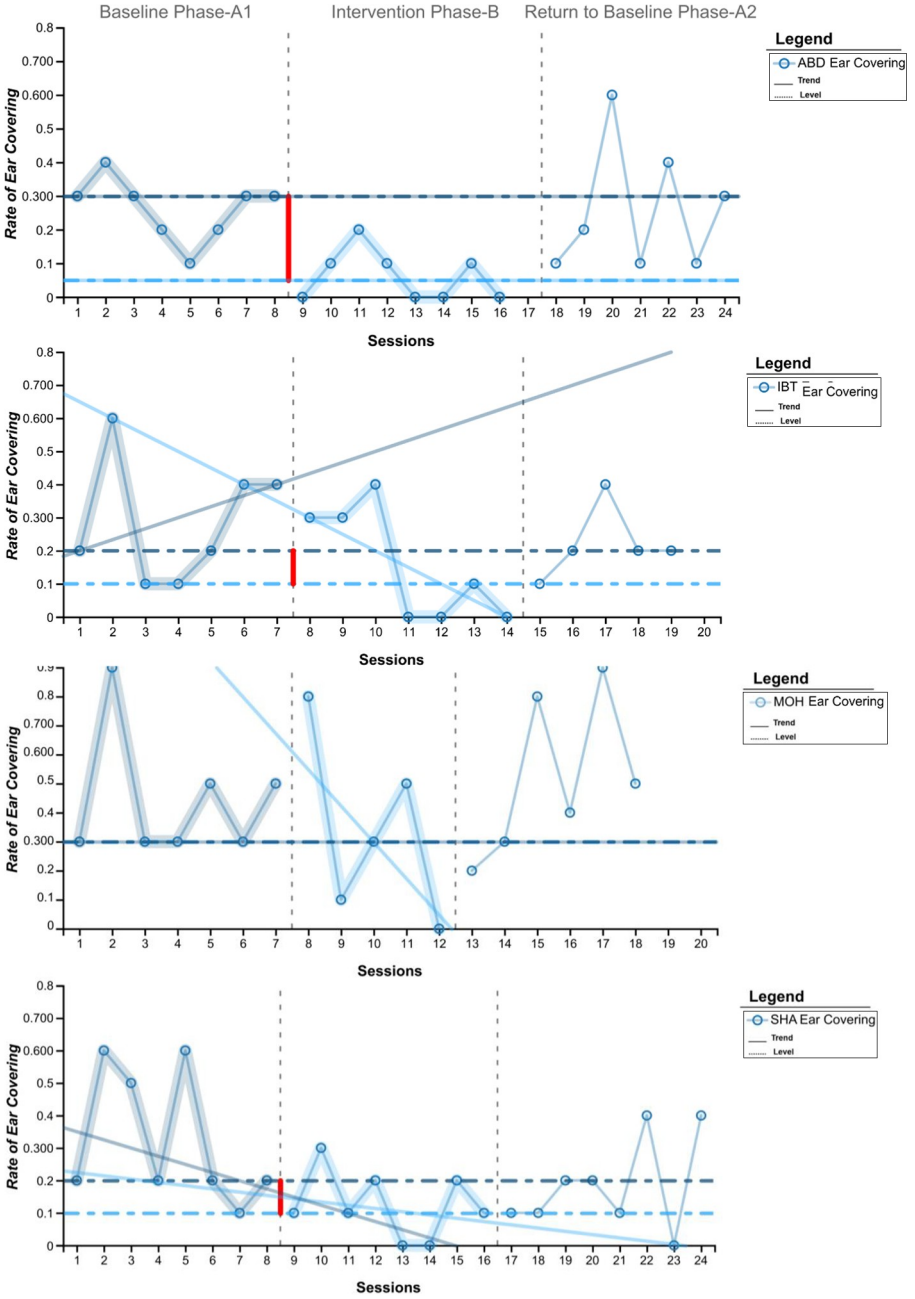 Baseline Phase-A1 Intervention Phase-B Return to Baseline Phase-A2
Rate of Ear Covering
0.8
0.700
0.600
0.5
0.4
0.300
0.2
0.1
0
1 2 3 4 5 6 7 8 9 10 11 12 13 14 15 16 17 18 19 20 21 22 23 24
Sessions
Legend
ABD Ear Covering
Trend
Level
Rate of Ear Covering
0.8
0.700
0.600
0.5
0.4
0.300
0.2
0.1
0
1 2 3 4 5 6 7 8 9 10 11 12 13 14 15 16 17 18 19 20
Sessions
Legend
IBT Ear Covering
Trend
Level
Rate of Ear Covering
0.9
0.8
0.700
0.600
0.5
0.4
0.300
0.2
0.1
0
1 2 3 4 5 6 7 8 9 10 11 12 13 14 15 16 17 18 19 20
Sessions
Legend
MOH Ear Covering
Trend
Level
Rate of Ear Covering
0.8
0.700
0.600
0.5
0.4
0.300
0.2
0.1
0
1 2 3 4 5 6 7 8 9 10 11 12 13 14 15 16 17 18 19 20 21 22 23 24
Sessions
Legend
SHA Ear Covering
Trend
Level